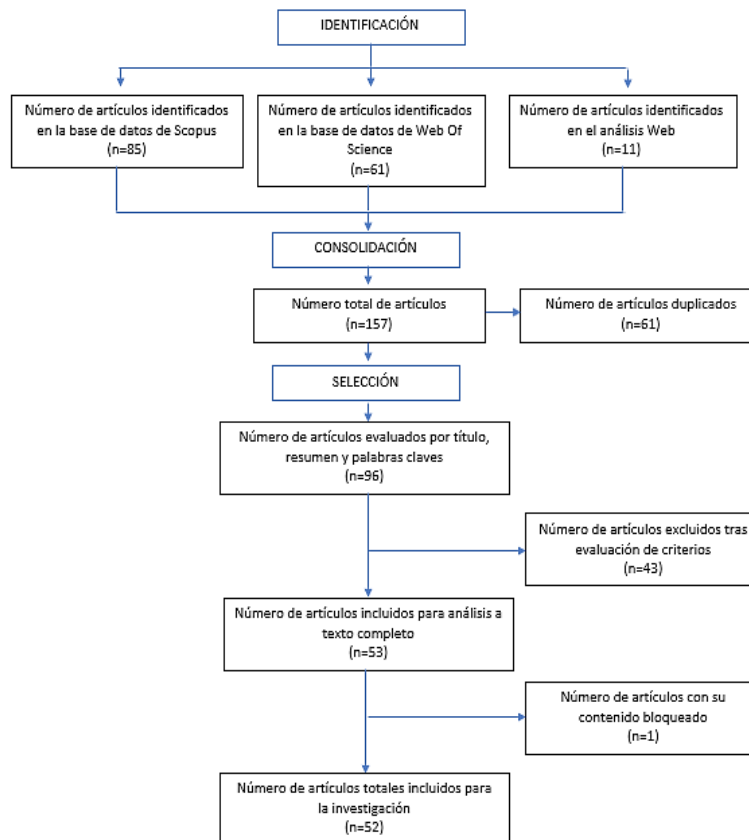 IDENTIFICACIÓN
Número de artículos identificados
en la base de datos de Scopus
(n=85)
Número de artículos identificados
en la base de datos de Web Of
Science
(n=61)
Número de artículos identificados
en el análisis Web
(n=11)
CONSOLIDACIÓN
Número total de artículos
(n=157)
Número de artículos duplicados
(n=61)
SELECCIÓN
Número de artículos evaluados por título,
resumen y palabras claves
(n=96)
Número de artículos excluidos tras
evaluación de criterios
(n=43)
Número de artículos incluidos para análisis a
texto completo
(n=53)
Número de artículos con su
contenido bloqueado
(n=1)
Número de artículos totales incluidos para
la investigación
(n=52)